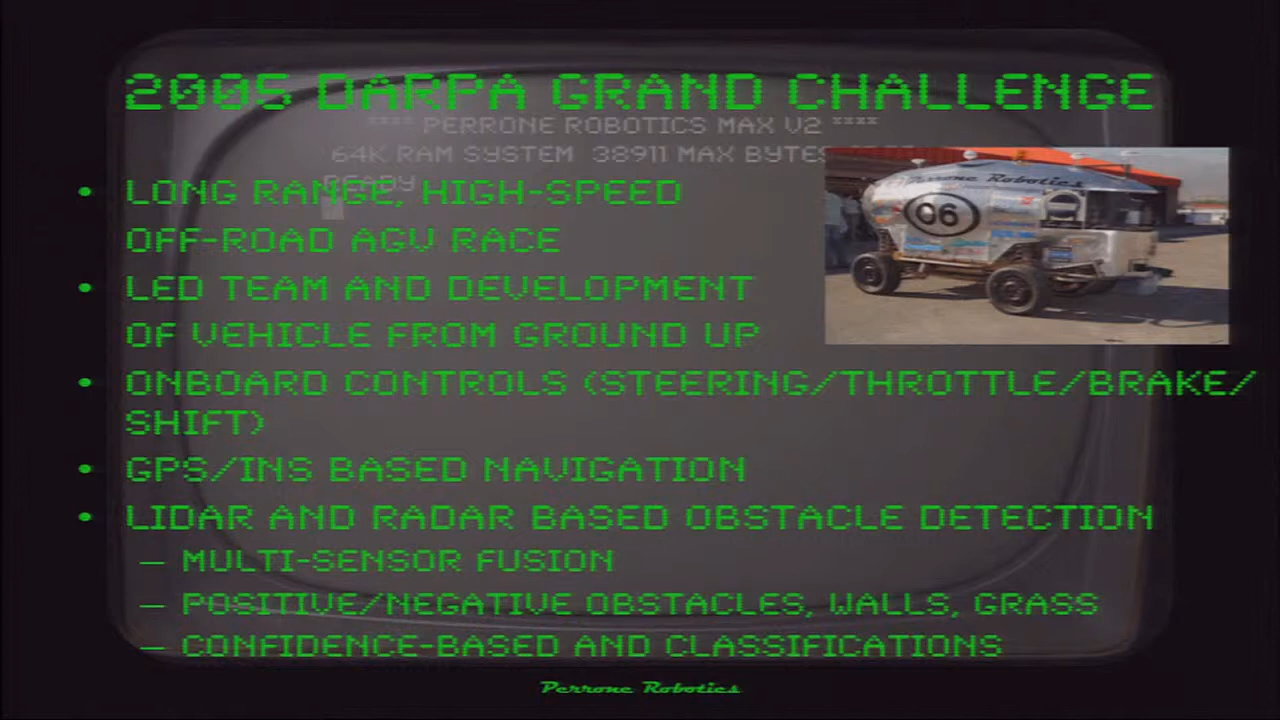 2005 DARPA GRAND CHALLENGE
**** PERRONE ROBOTICS MAX V2 ****
64K RAM SYSTEM 38911 MAX BYTES
READY
• LONG RANGE, HIGH-SPEED
OFF-ROAD AGV RACE
• LED TEAM AND DEVELOPMENT
OF VEHICLE FROM GROUND UP
Perrone Robotics
06
• ONBOARD CONTROLS (STEERING/THROTTLE/BRAKE/
SHIFT)
• GPS/INS BASED NAVIGATION
• LIDAR AND RADAR BASED OBSTACLE DETECTION
– MULTI-SENSOR FUSION
– POSITIVE/NEGATIVE OBSTACLES, WALLS, GRASS
– CONFIDENCE-BASED AND CLASSIFICATIONS
Perrone Robotics